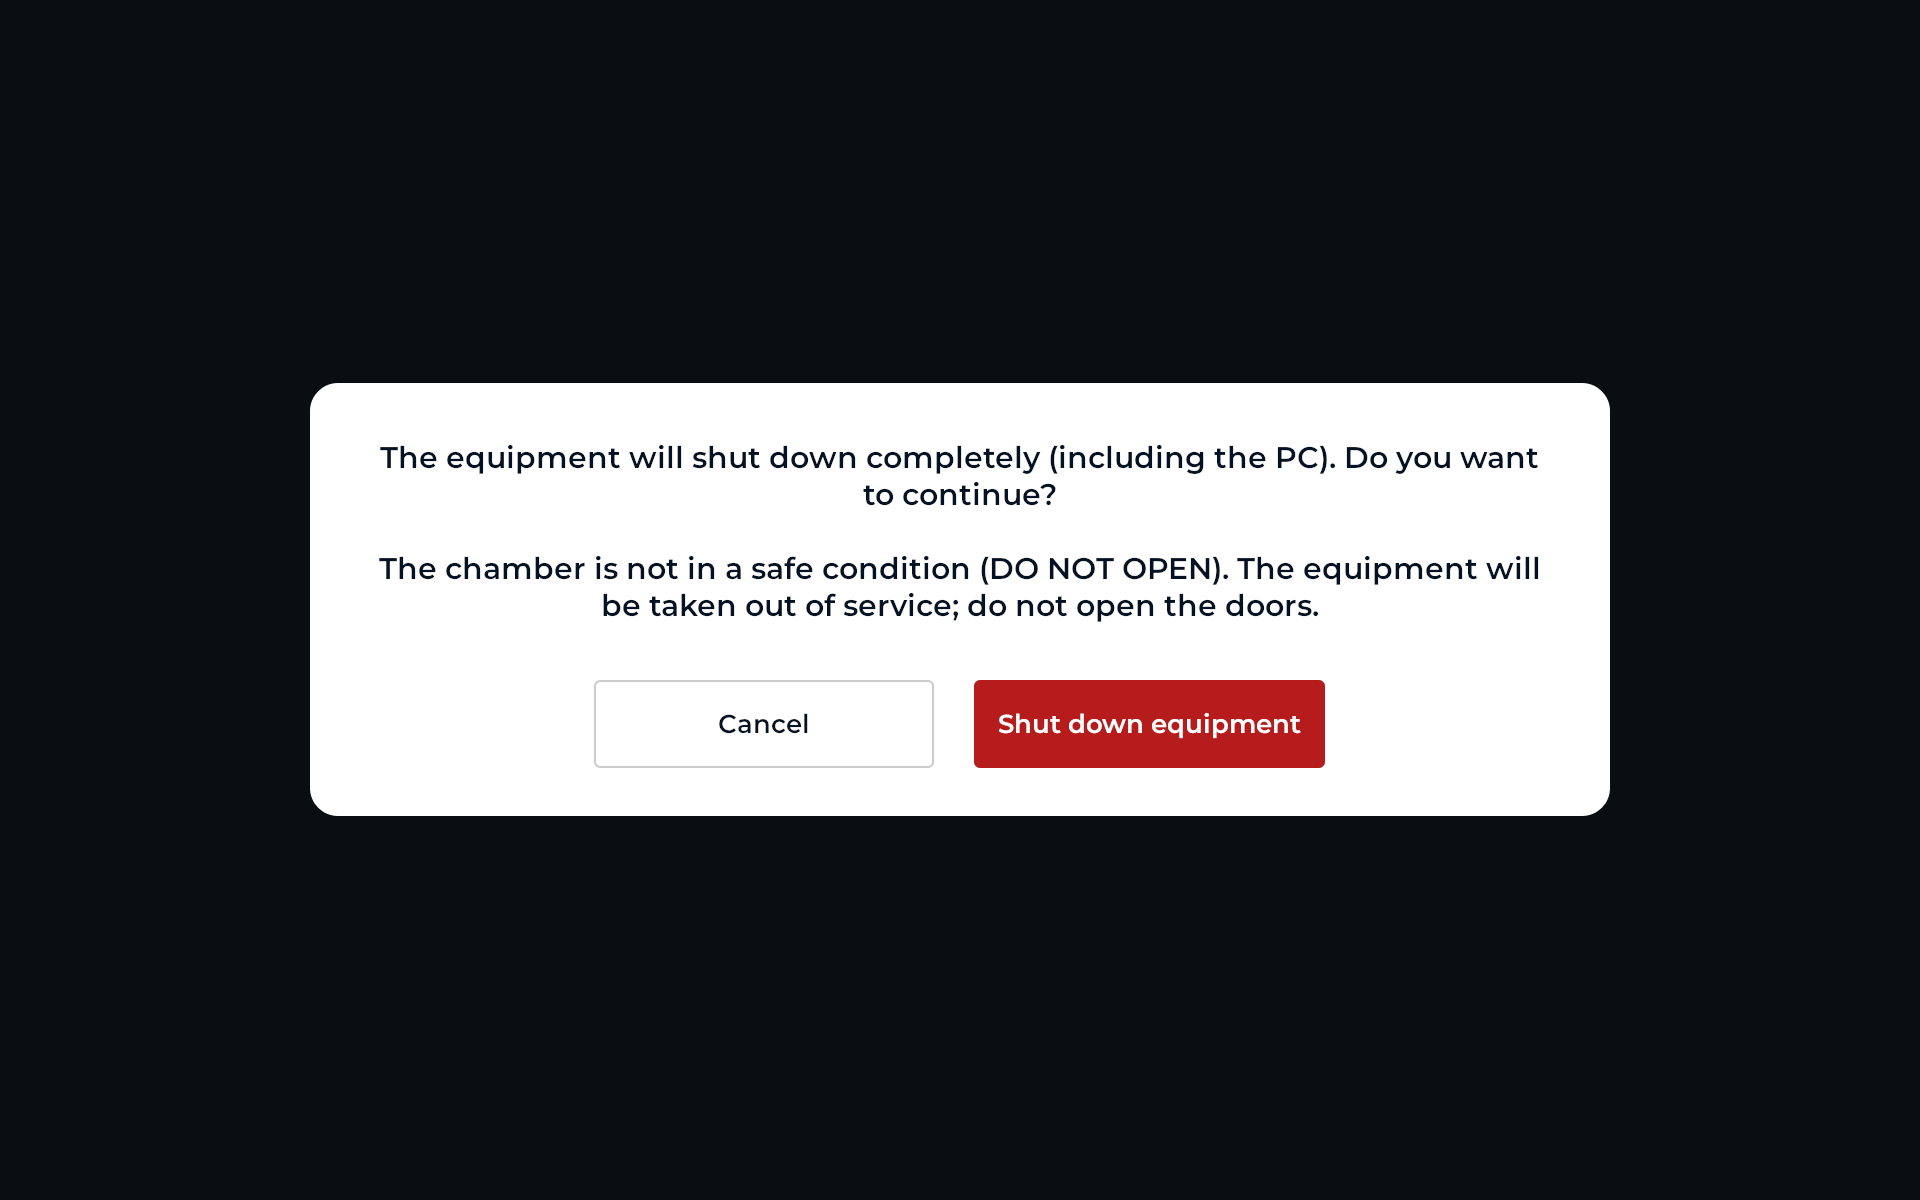 The equipment will shut down completely (including the PC). Do you want
to continue?
The chamber is not in a safe condition (DO NOT OPEN). The equipment will
be taken out of service; do not open the doors.
Cancel
Shut down equipment